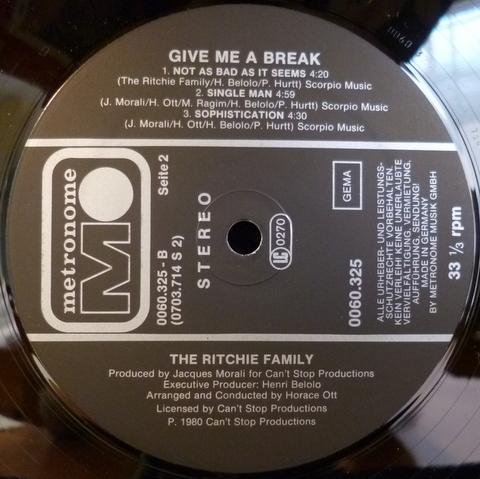 GIVE ME A BREAK
1. NOT AS BAD AS IT SEEMS 4:20
(The Ritchie Family/H. Belolo/P. Hurtt) Scorpio Music
2. SINGLE MAN 4:59
(J. Morali/H. Ott/M. Ragim/H. Belolo/P. Hurtt) Scorpio Music
3. SOPHISTICATION 4:30
(J. Morali/H. Ott/H. Belolo/P. Hurtt) Scorpio Music
metronome
M
Seite 2
0060.325-B
(0703.714 S 2)
STEREO
LC 0270
GEMA
0060.325
ALLE URHEBER- UND LEISTUNGS-
SCHUTZRECHTE VORBEHALTEN.
KEIN VERLEIH! KEINE UNERLAUBTE
VERVIELFÄLTIGUNG, VERMIETUNG,
AUFFÜHRUNG, SENDUNG!
MADE IN GERMANY
BY METRONOME MUSIK GMBH
33 1/3 rpm
THE RITCHIE FAMILY
Produced by Jacques Morali for Can't Stop Productions
Executive Producer: Henri Belolo
Arranged and Conducted by Horace Ott
Licensed by Can't Stop Productions
P. 1980 Can't Stop Productions